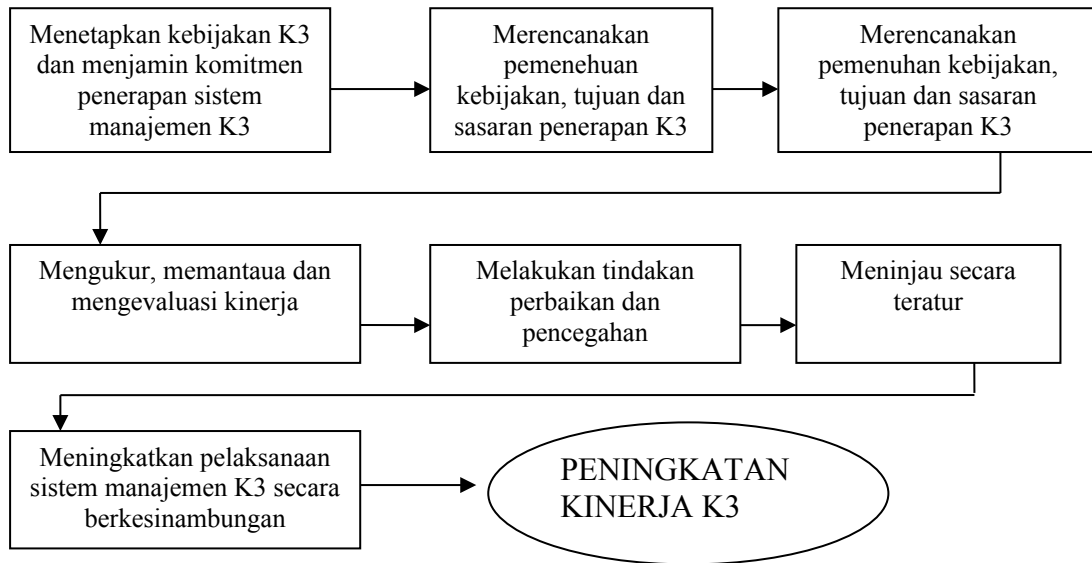 Menetapkan kebijakan K3
dan menjamin komitmen
penerapan sistem
manajemen K3
Merencanakan
pemenehuan
kebijakan, tujuan dan
sasaran penerapan K3
Merencanakan
pemenuhan kebijakan,
tujuan dan sasaran
penerapan K3
Mengukur, memantaua dan
mengevaluasi kinerja
Melakukan tindakan
perbaikan dan
pencegahan
Meninjau secara
teratur
Meningkatkan pelaksanaan
sistem manajemen K3 secara
berkesinambungan
PENINGKATAN
KINERJA K3